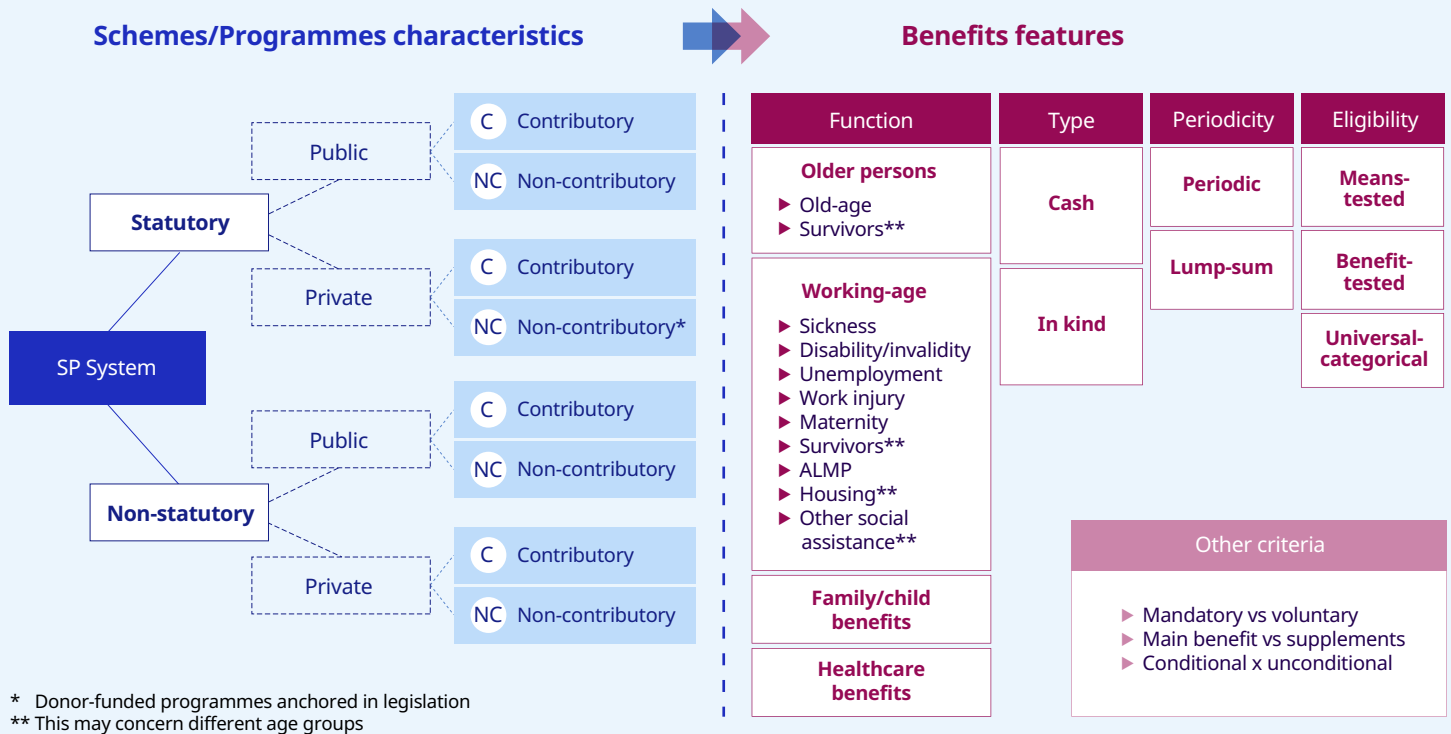 Schemes/Programmes characteristics
Benefits features
SP System
Statutory
Public
C Contributory
NC Non-contributory
Private
C Contributory
NC Non-contributory*
Non-statutory
Public
C Contributory
NC Non-contributory
Private
C Contributory
NC Non-contributory
* Donor-funded programmes anchored in legislation
** This may concern different age groups
Function
Older persons
Old-age
Survivors**
Working-age
Sickness
Disability/invalidity
Unemployment
Work injury
Maternity
Survivors**
ALMP
Housing**
Other social
assistance**
Family/child
benefits
Healthcare
benefits
Type
Cash
In kind
Periodicity
Periodic
Lump-sum
Eligibility
Means-
tested
Benefit-
tested
Universal-
categorical
Other criteria
Mandatory vs voluntary
Main benefit vs supplements
Conditional x unconditional